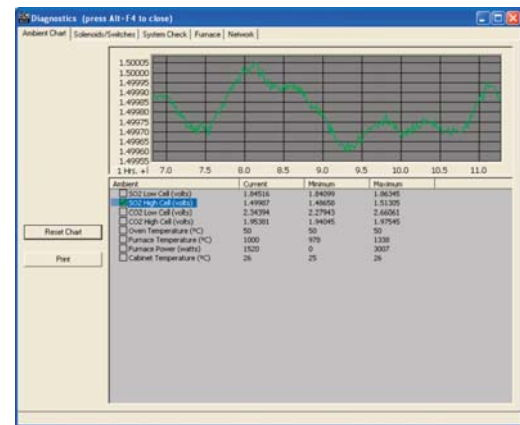 Diagnostics (press Alt-F4 to close)
Ambient Chart Solenoids/Switches System Check Furnace Network
1.50005
1.50000
1.49995
1.49990
1.49985
1.49980
1.49975
1.49970
1.49965
1.49960
1.49955
1 Hrs. + 7.0 7.5 8.0 8.5 9.0 9.5 10.0 10.5 11.0
Ambient Current Minimum Maximum
SO2 Low Cell (volts) 1.84516 1.84099 1.86345
SO2 High Cell (volts) 1.49987 1.48658 1.51305
CO2 Low Cell (volts) 2.34394 2.27943 2.66061
CO2 High Cell (volts) 1.95381 1.94045 1.97545
Oven Temperature (ºC) 50 50 50
Furnace Temperature (ºC) 1000 978 1338
Furnace Power (watts) 1520 0 3007
Cabinet Temperature (ºC) 26 25 26
Reset Chart
Print